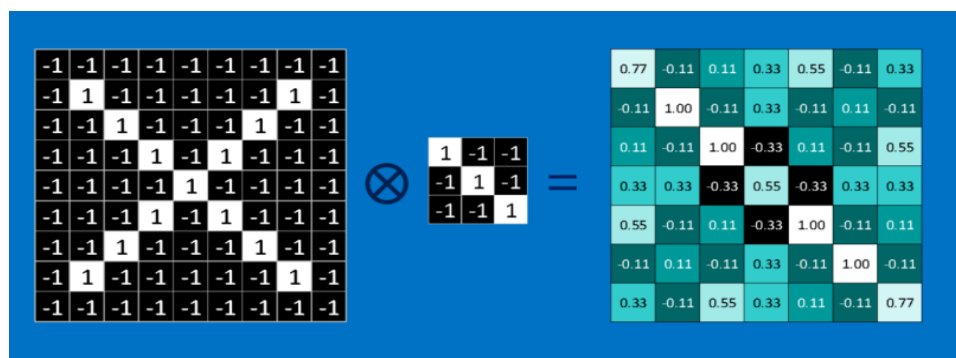 -1 -1 -1 -1 -1 -1 -1 -1 -1
-1 1 -1 -1 -1 -1 -1 1 -1
-1 -1 1 -1 -1 -1 1 -1 -1
-1 -1 -1 1 -1 1 -1 -1 -1
-1 -1 -1 -1 1 -1 -1 -1 -1
-1 -1 -1 1 -1 1 -1 -1 -1
-1 -1 1 -1 -1 -1 1 -1 -1
-1 1 -1 -1 -1 -1 -1 1 -1
-1 -1 -1 -1 -1 -1 -1 -1 -1
⊗
1 -1 -1
-1 1 -1
-1 -1 1
=
0.77 -0.11 0.11 0.33 0.55 -0.11 0.33
-0.11 1.00 -0.11 0.33 -0.11 0.11 -0.11
0.11 -0.11 1.00 -0.33 0.11 -0.11 0.55
0.33 0.33 -0.33 0.55 -0.33 0.33 0.33
0.55 -0.11 0.11 -0.33 1.00 -0.11 0.11
-0.11 0.11 -0.11 0.33 -0.11 1.00 -0.11
0.33 -0.11 0.55 0.33 0.11 -0.11 0.77